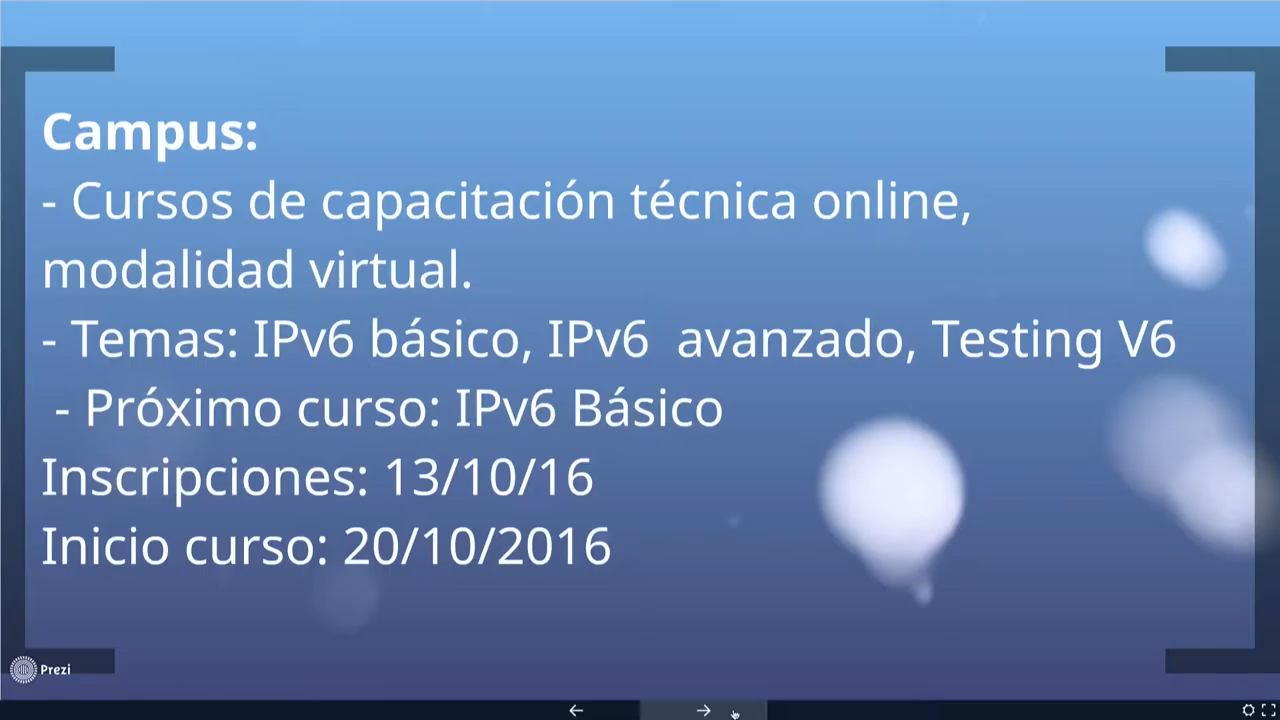 Campus:
- Cursos de capacitación técnica online,
modalidad virtual.
- Temas: IPv6 básico, IPv6  avanzado, Testing V6
- Próximo curso: IPv6 Básico
Inscripciones: 13/10/16
Inicio curso: 20/10/2016
Prezi